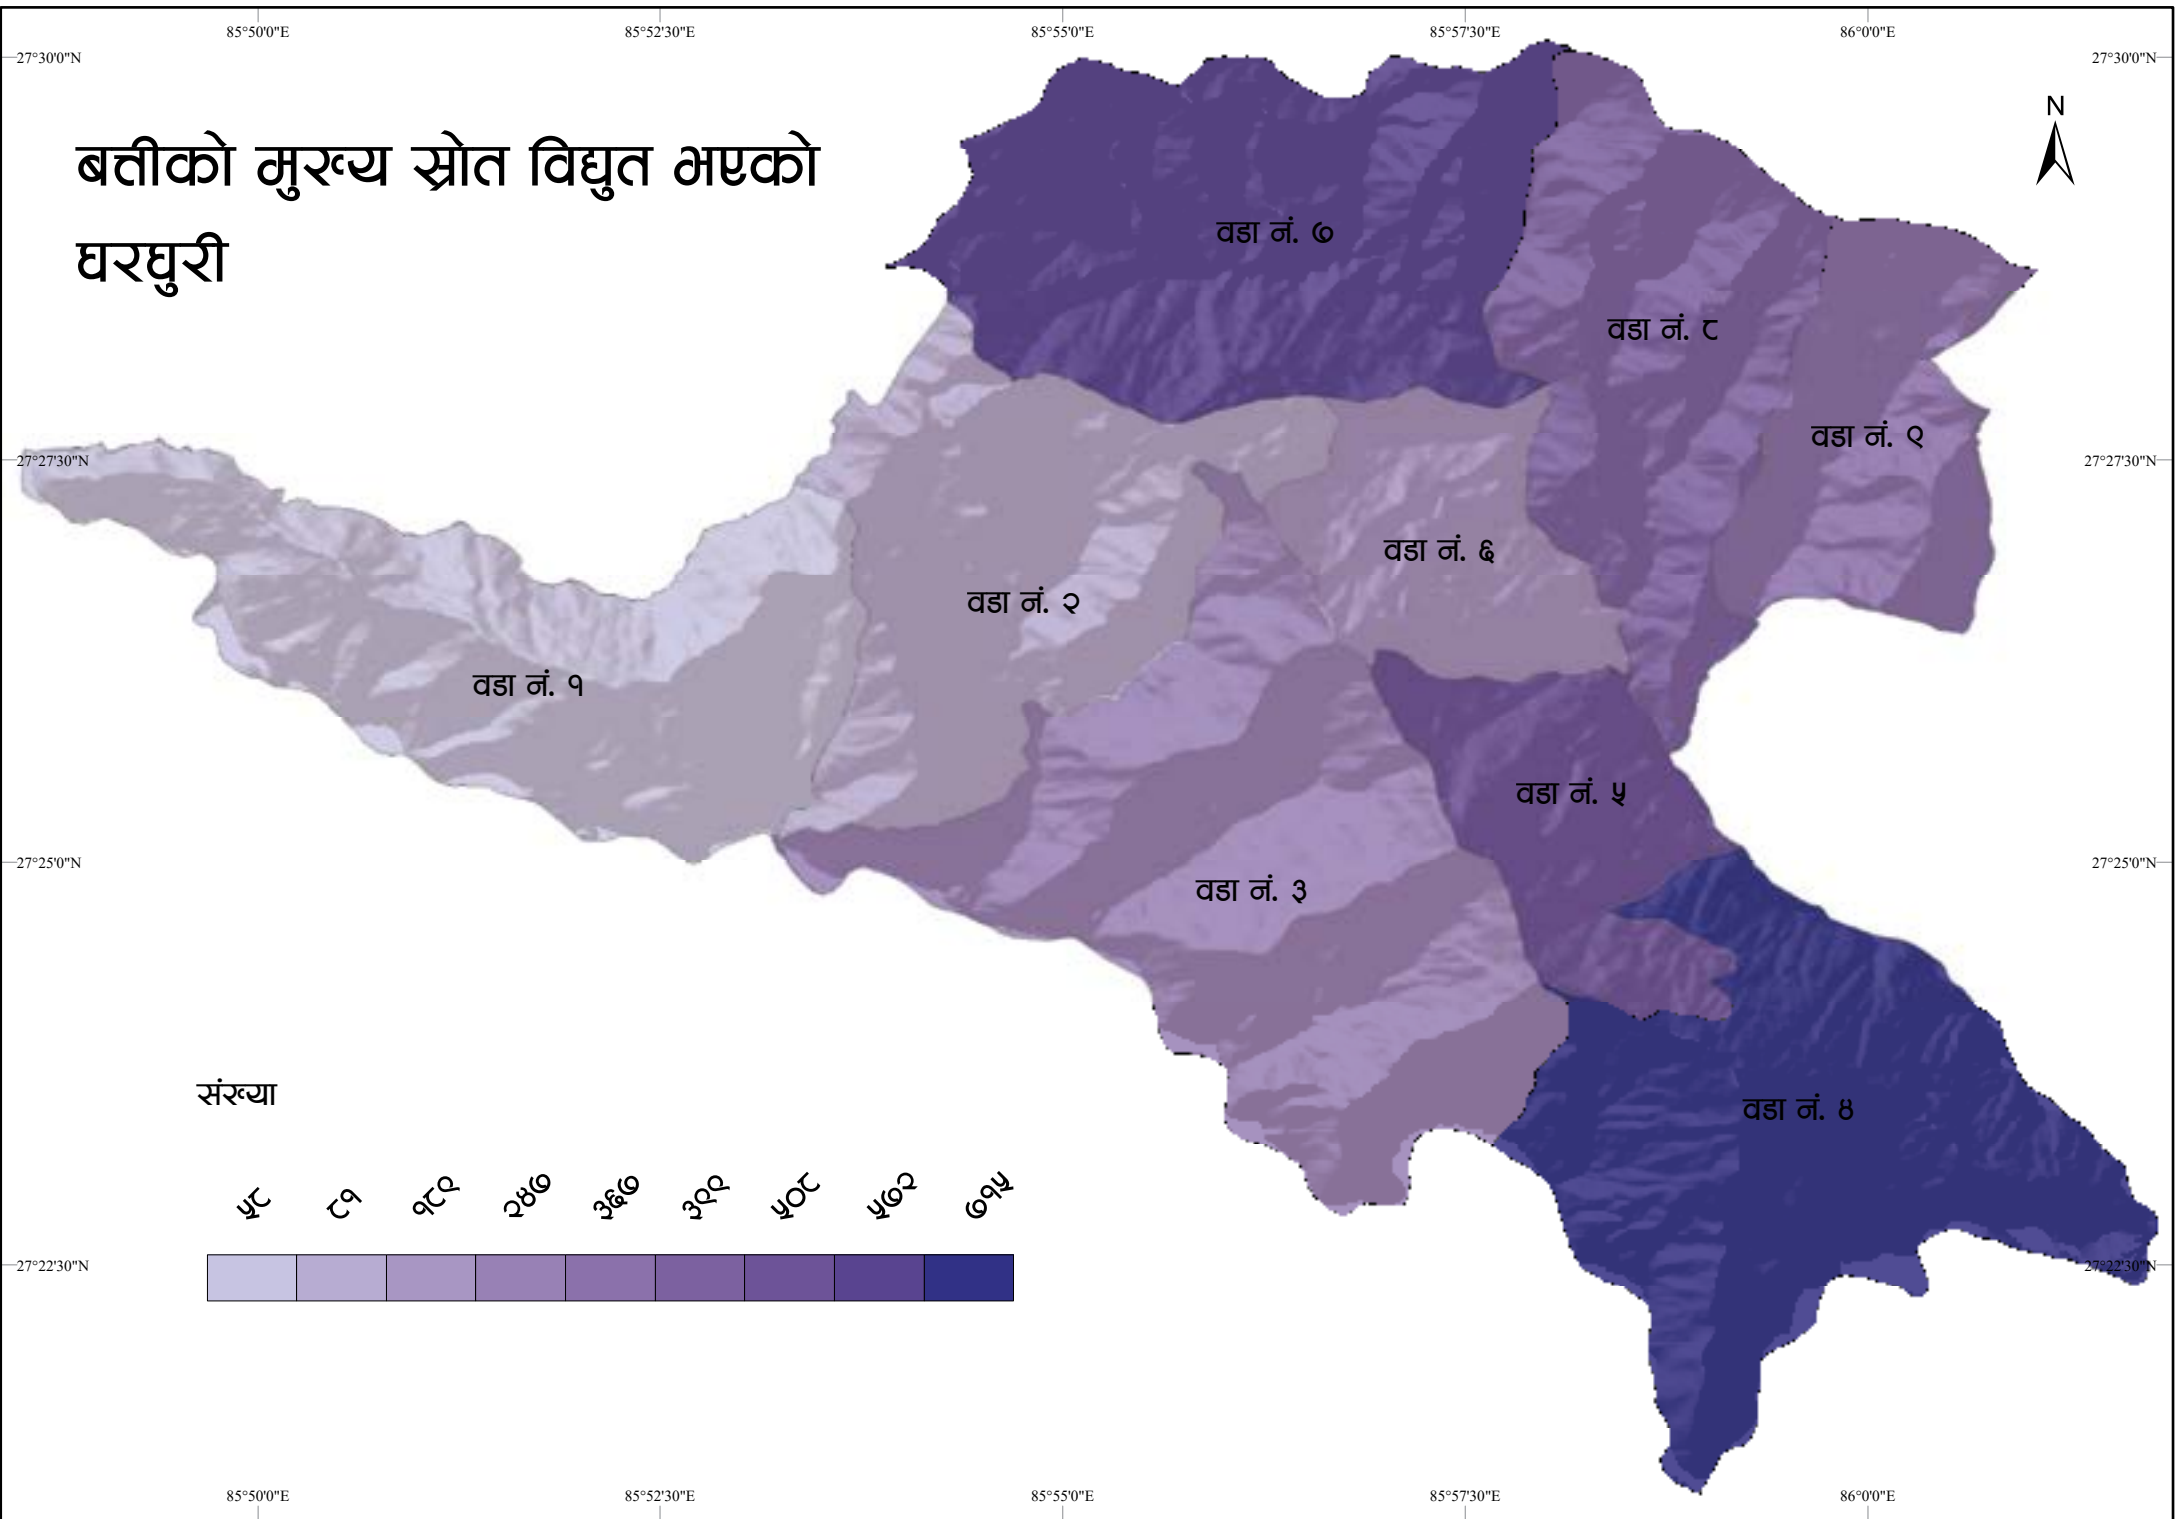 85°50'0"E 85°52'30"E 85°55'0"E 85°57'30"E 86°0'0"E
27°30'0"N 27°30'0"N
N
बत्तीको मुख्य स्रोत विद्युत भएको
घरघुरी
वडा नं. ७
वडा नं. ८
वडा नं. ९
27°27'30"N 27°27'30"N
वडा नं. ६
वडा नं. २
वडा नं. १
वडा नं. ५
27°25'0"N 27°25'0"N
वडा नं. ३
वडा नं. ४
संख्या
५८ ८१ १८९ २४७ ३६७ ३९९ ५०८ ५७२ ७१५
27°22'30"N 27°22'30"N
85°50'0"E 85°52'30"E 85°55'0"E 85°57'30"E 86°0'0"E